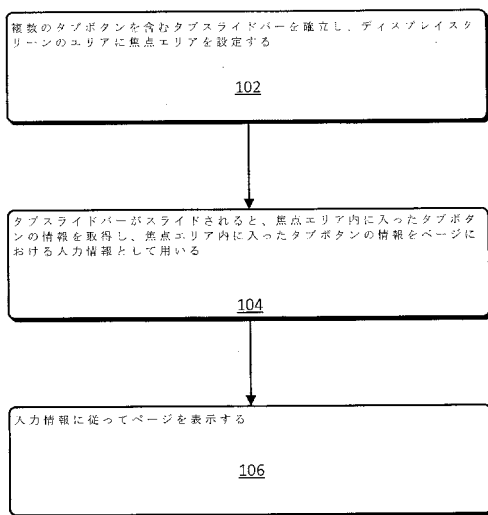 複数のタブボタンを含むタブスライドバーを確立し、ディスプレイスク
リーンのエリアに焦点エリアを設定する
102
タブスライドバーがスライドされると、焦点エリア内に入ったタブボタ
ンの情報を取得し、焦点エリア内に入ったタブボタンの情報をページに
おける入力情報として用いる
104
入力情報に従ってページを表示する
106